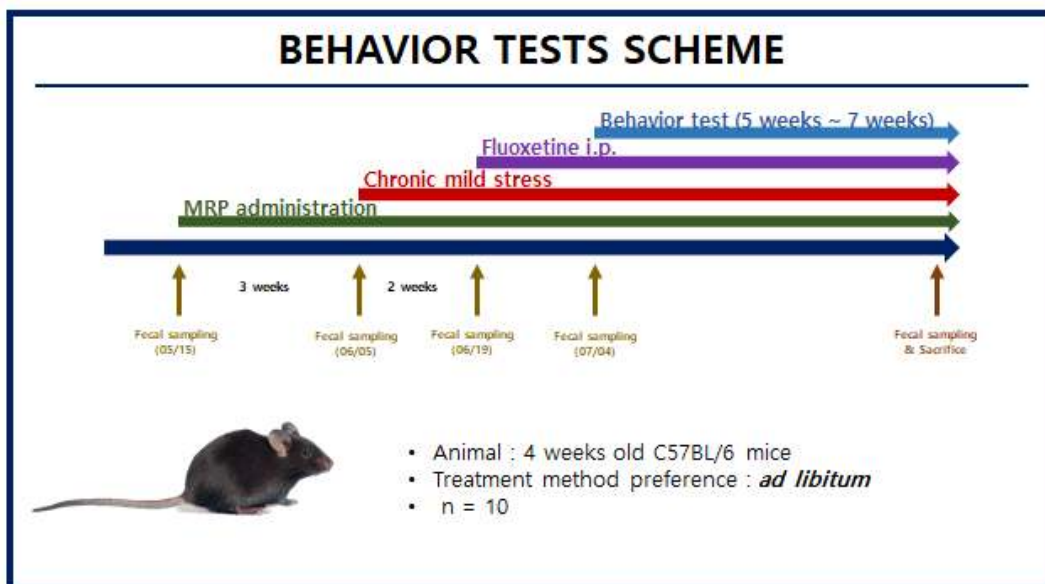 BEHAVIOR TESTS SCHEME
Behavior test (5 weeks ~ 7 weeks)
Fluoxetine i.p.
Chronic mild stress
MRP administration
3 weeks
2 weeks
Fecal sampling
(05/15)
Fecal sampling
(06/05)
Fecal sampling
(06/19)
Fecal sampling
(07/04)
Fecal sampling
& Sacrifice
• Animal : 4 weeks old C57BL/6 mice
• Treatment method preference : ad libitum
• n = 10